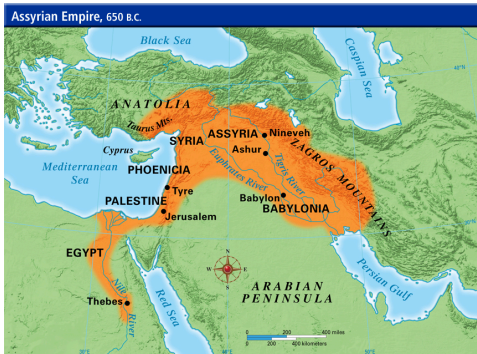 Assyrian Empire, 650 B.C.
Black Sea
Caspian Sea
40°N
ANATOLIA
Taurus Mts.
SYRIA
ASSYRIA
Nineveh
Ashur
ZAGROS MOUNTAINS
Cyprus
Mediterranean
Sea
PHOENICIA
Euphrates River
Tigris River
Tyre
PALESTINE
Babylon
BABYLONIA
Jerusalem
EGYPT
N
W
E
S
ARABIAN
PENINSULA
Persian Gulf
Nile
River
Thebes
Red Sea
0
200
400 miles
0
200
400 kilometers